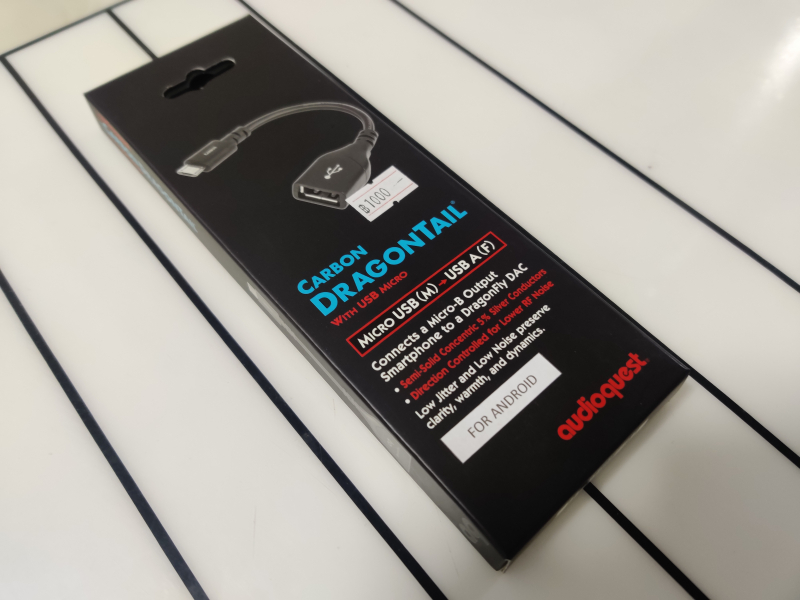 ฿1000
CARBON
DRAGONTAIL®
WITH USB MICRO
MICRO USB (M) → USB A (F)
Connects a Micro-B Output
Smartphone to a DragonFly DAC
• Semi-Solid Concentric 5% Silver Conductors
• Direction Controlled for Lower RF Noise
Low Jitter and Low Noise preserve
clarity, warmth, and dynamics.
FOR ANDROID
audioquest®